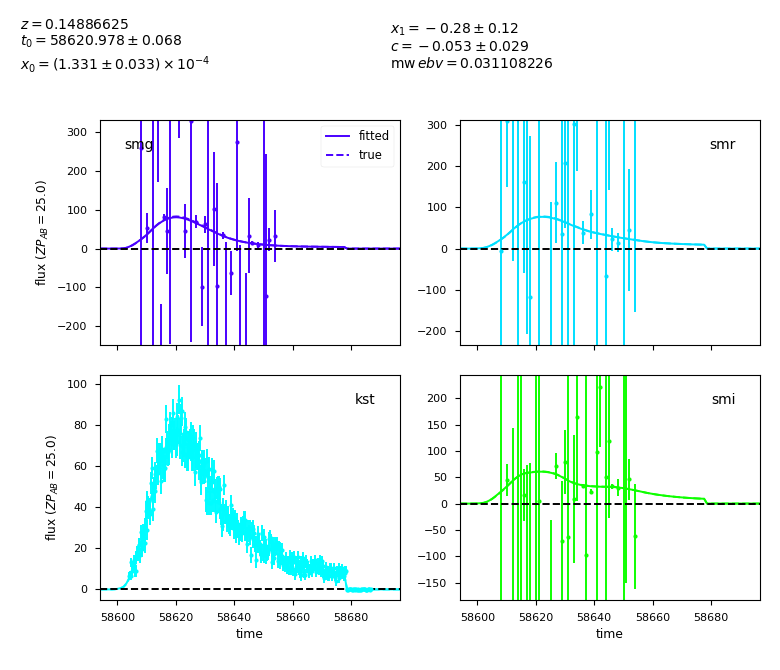 z = 0.14886625
t₀ = 58620.978 ± 0.068
x₀ = (1.331 ± 0.033) × 10⁻⁴
x₁ = −0.28 ± 0.12
c = −0.053 ± 0.029
mw ebv = 0.031108226
smg
fitted
true
300
200
100
0
−100
−200
flux (ZP_AB = 25.0)
smr
300
200
100
0
−100
−200
kst
100
80
60
40
20
0
flux (ZP_AB = 25.0)
58600 58620 58640 58660 58680
time
smi
200
150
100
50
0
−50
−100
−150
58600 58620 58640 58660 58680
time